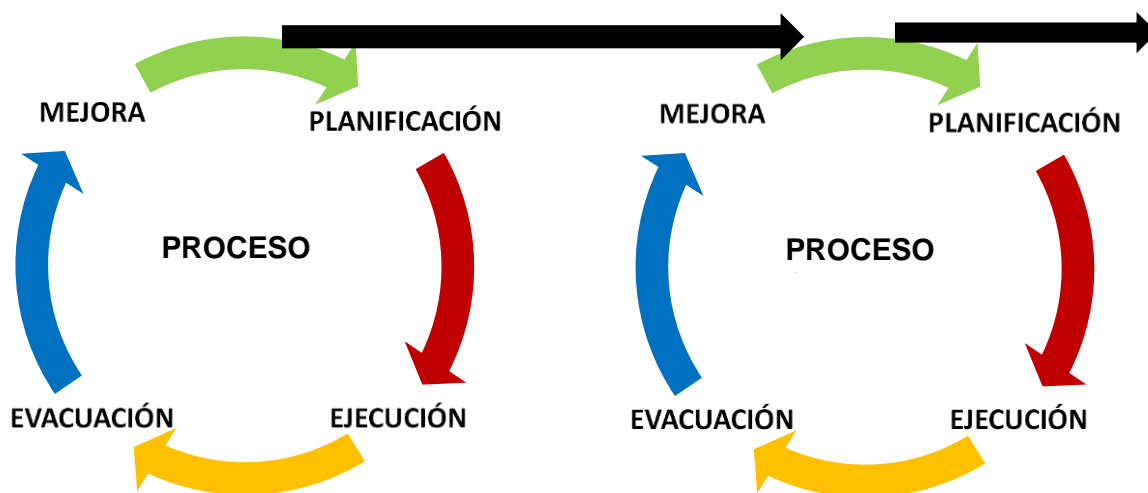 MEJORA
PLANIFICACIÓN
PROCESO
EVACUACIÓN
EJECUCIÓN
MEJORA
PLANIFICACIÓN
PROCESO
EVACUACIÓN
EJECUCIÓN